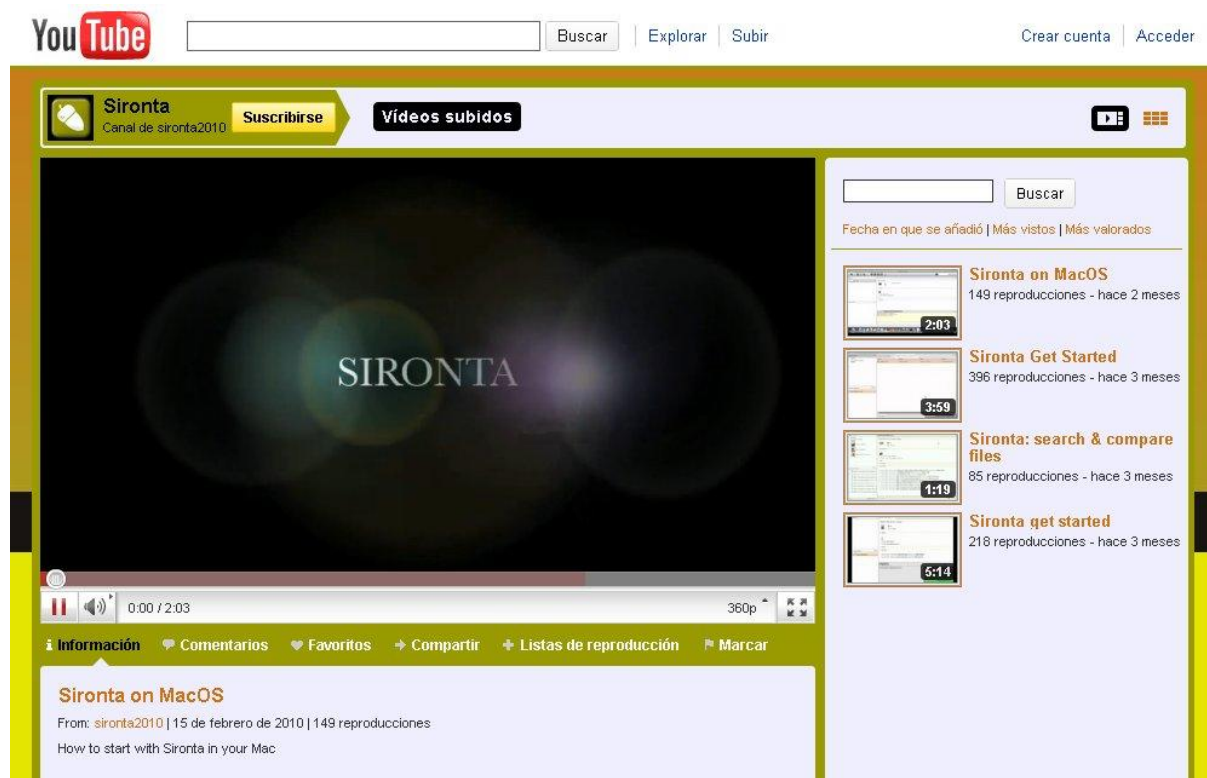 YouTube
Buscar
Explorar
Subir
Crear cuenta
Acceder
Sironta
Canal de sironta2010
Suscribirse
Vídeos subidos
SIRONTA
0:00 / 2:03
360p
Información
Comentarios
Favoritos
Compartir
Listas de reproducción
Marcar
Sironta on MacOS
From: sironta2010 | 15 de febrero de 2010 | 149 reproducciones
How to start with Sironta in your Mac
Buscar
Fecha en que se añadió | Más vistos | Más valorados
2:03
Sironta on MacOS
149 reproducciones - hace 2 meses
3:59
Sironta Get Started
396 reproducciones - hace 3 meses
1:19
Sironta: search & compare
files
85 reproducciones - hace 3 meses
5:14
Sironta get started
218 reproducciones - hace 3 meses